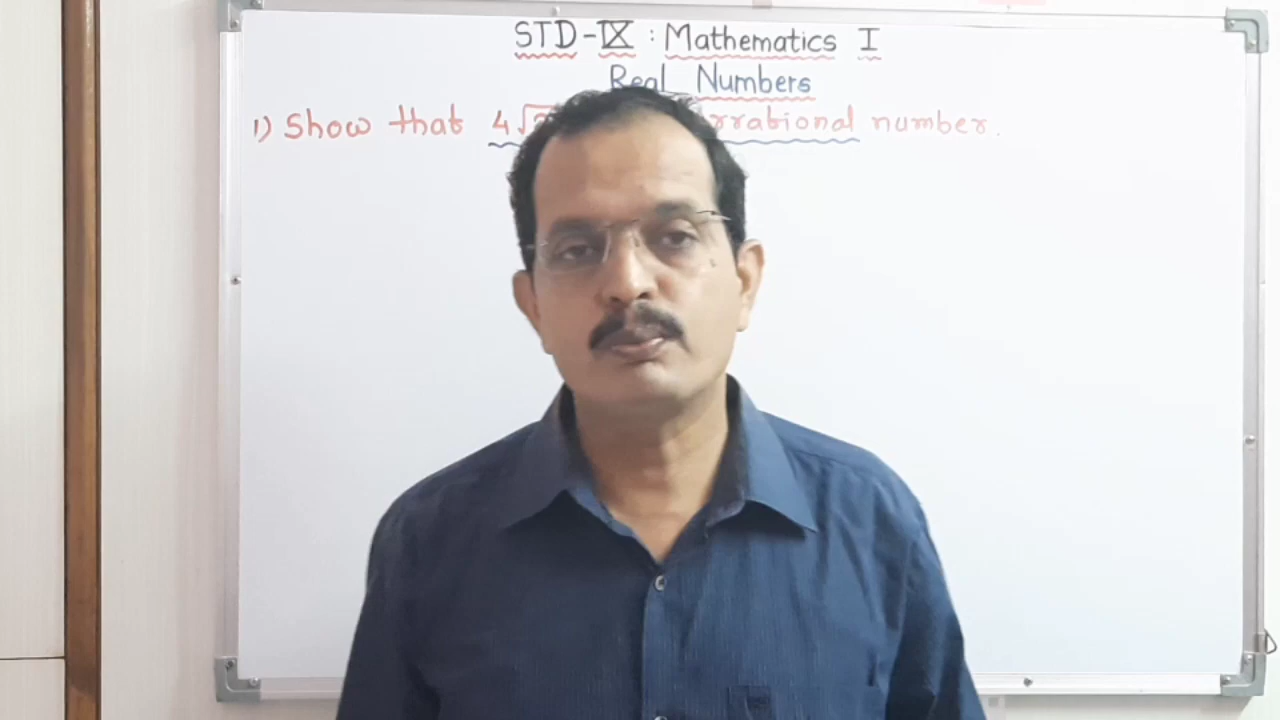 STD-IX : Mathematics I
Real Numbers
1) Show that 4√ rrational number.